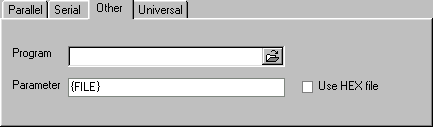 Parallel Serial Other Universal
Program
Parameter {FILE} Use HEX file